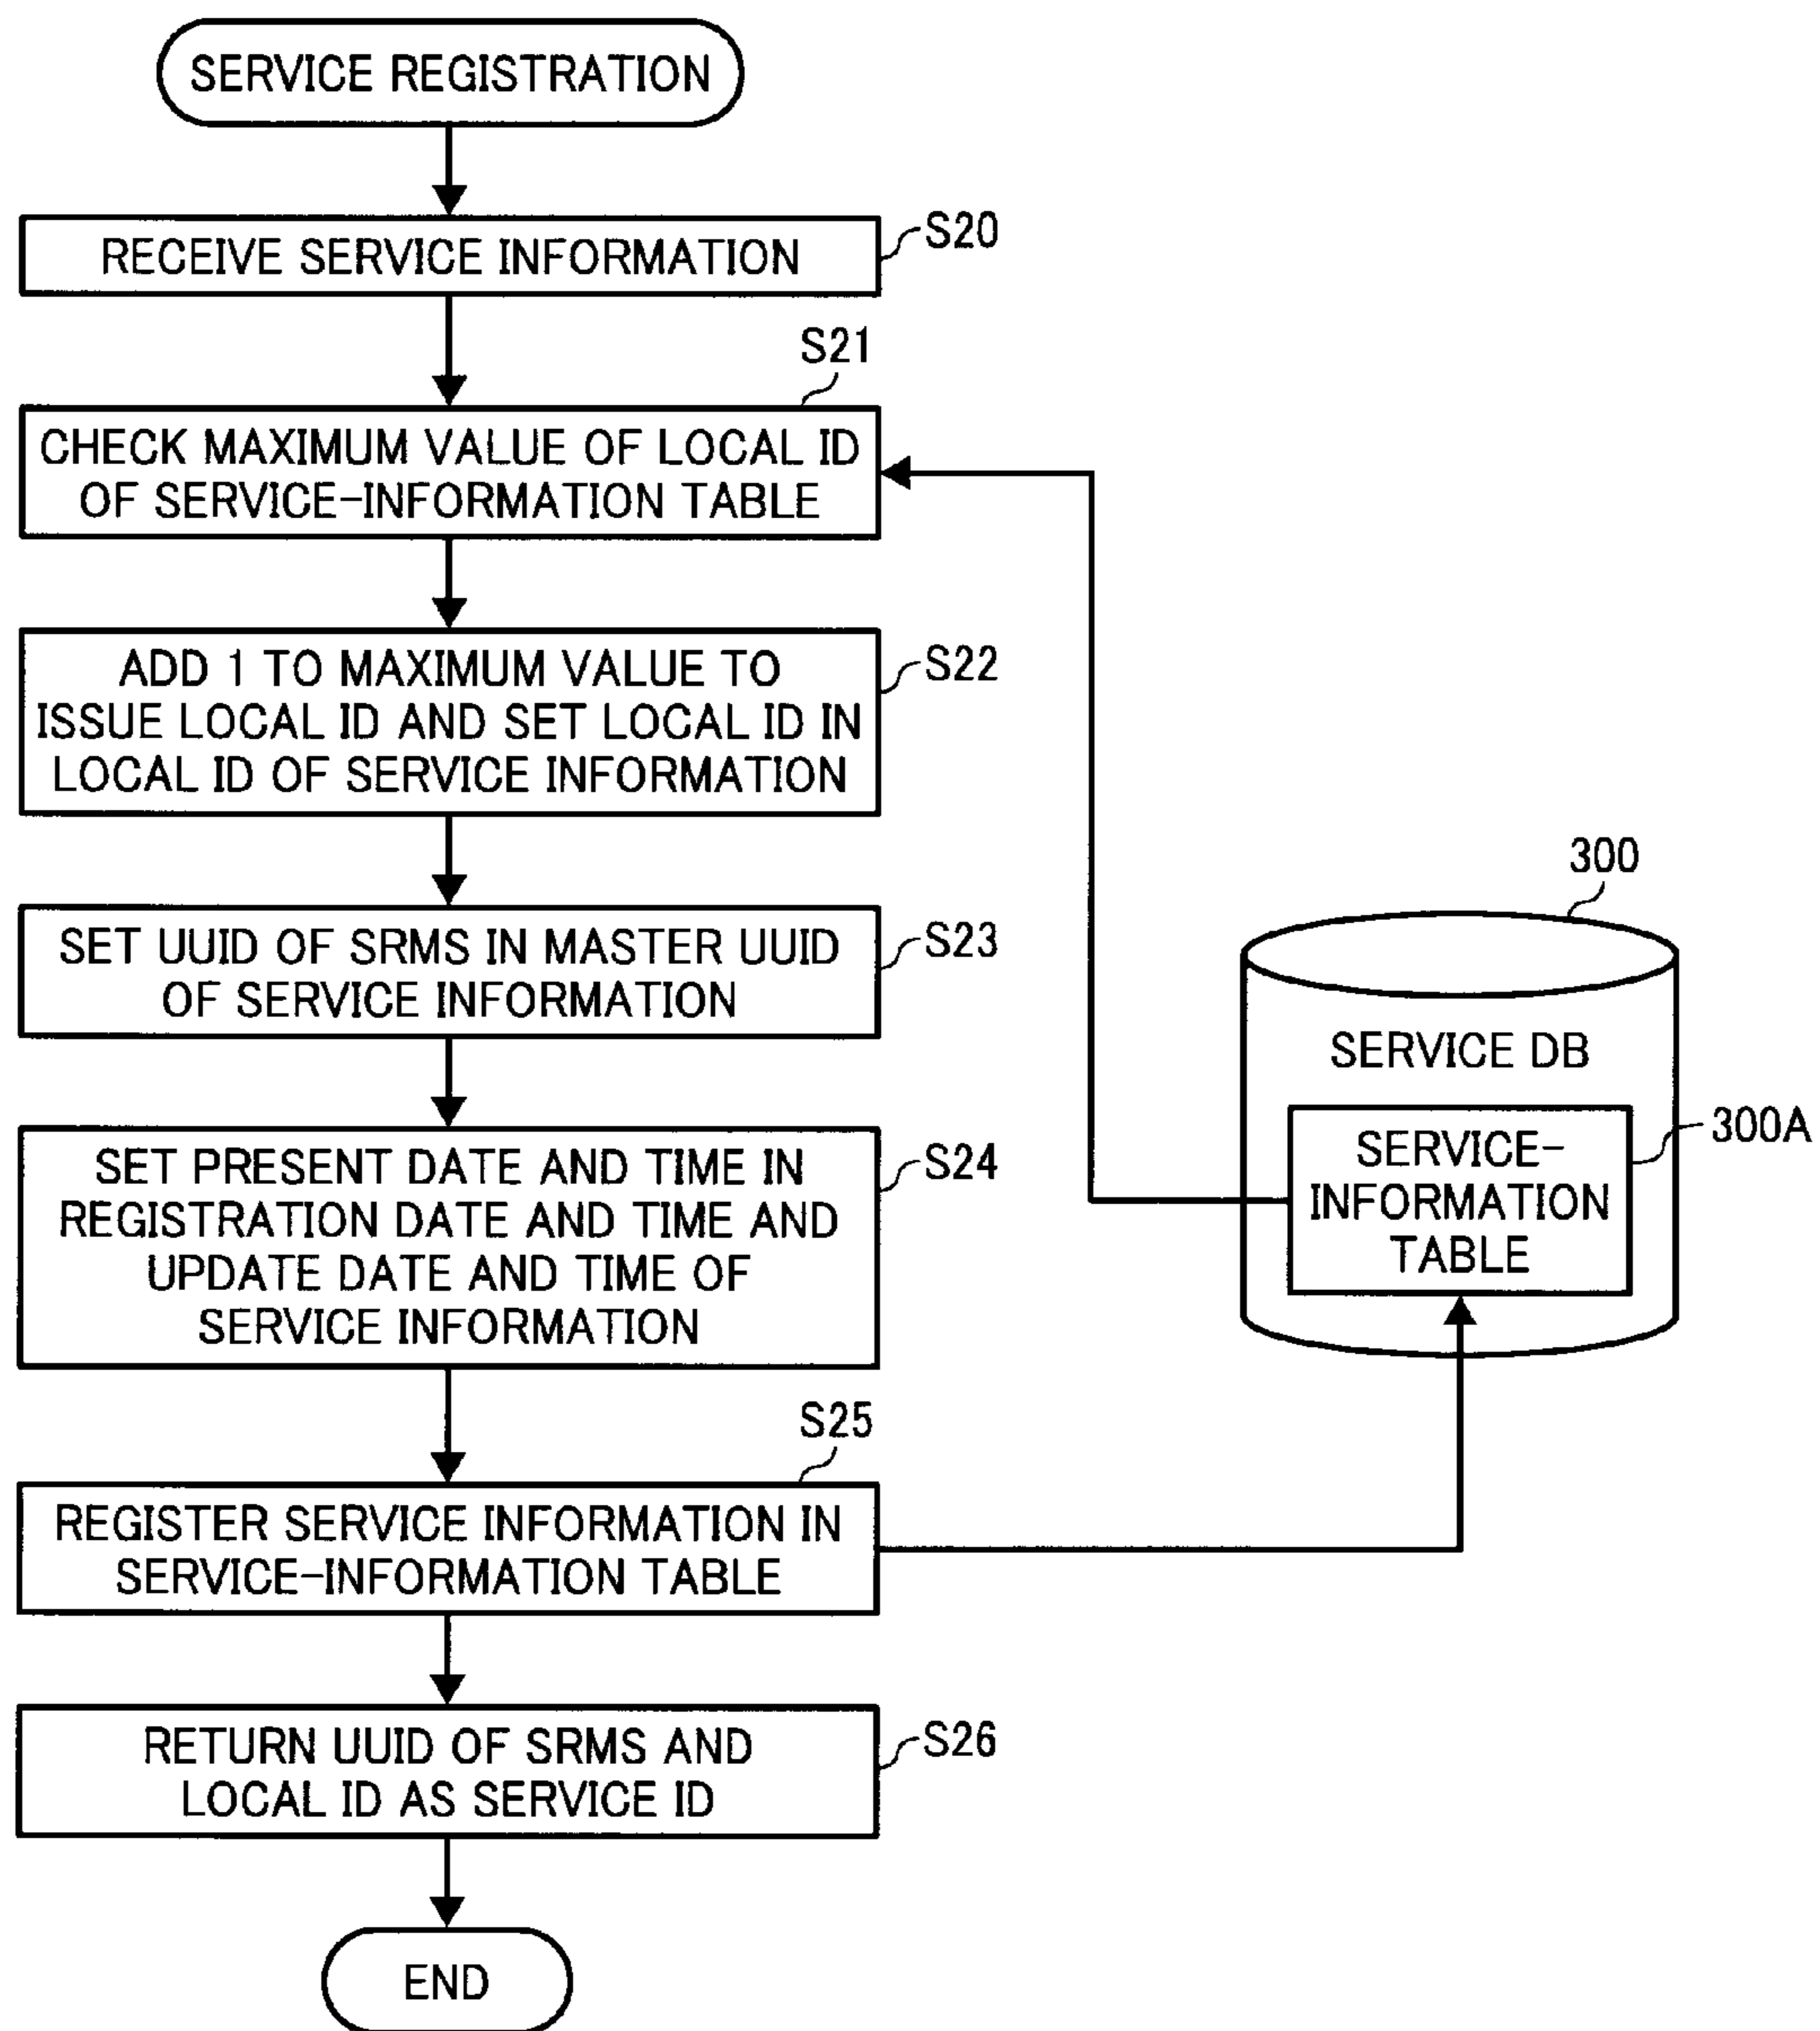 SERVICE REGISTRATION
RECEIVE SERVICE INFORMATION
S20
S21
CHECK MAXIMUM VALUE OF LOCAL ID
OF SERVICE-INFORMATION TABLE
ADD 1 TO MAXIMUM VALUE TO
ISSUE LOCAL ID AND SET LOCAL ID IN
LOCAL ID OF SERVICE INFORMATION
S22
SET UUID OF SRMS IN MASTER UUID
OF SERVICE INFORMATION
S23
SET PRESENT DATE AND TIME IN
REGISTRATION DATE AND TIME AND
UPDATE DATE AND TIME OF
SERVICE INFORMATION
S24
S25
REGISTER SERVICE INFORMATION IN
SERVICE-INFORMATION TABLE
RETURN UUID OF SRMS AND
LOCAL ID AS SERVICE ID
S26
END
300
SERVICE DB
SERVICE-
INFORMATION
TABLE
300A